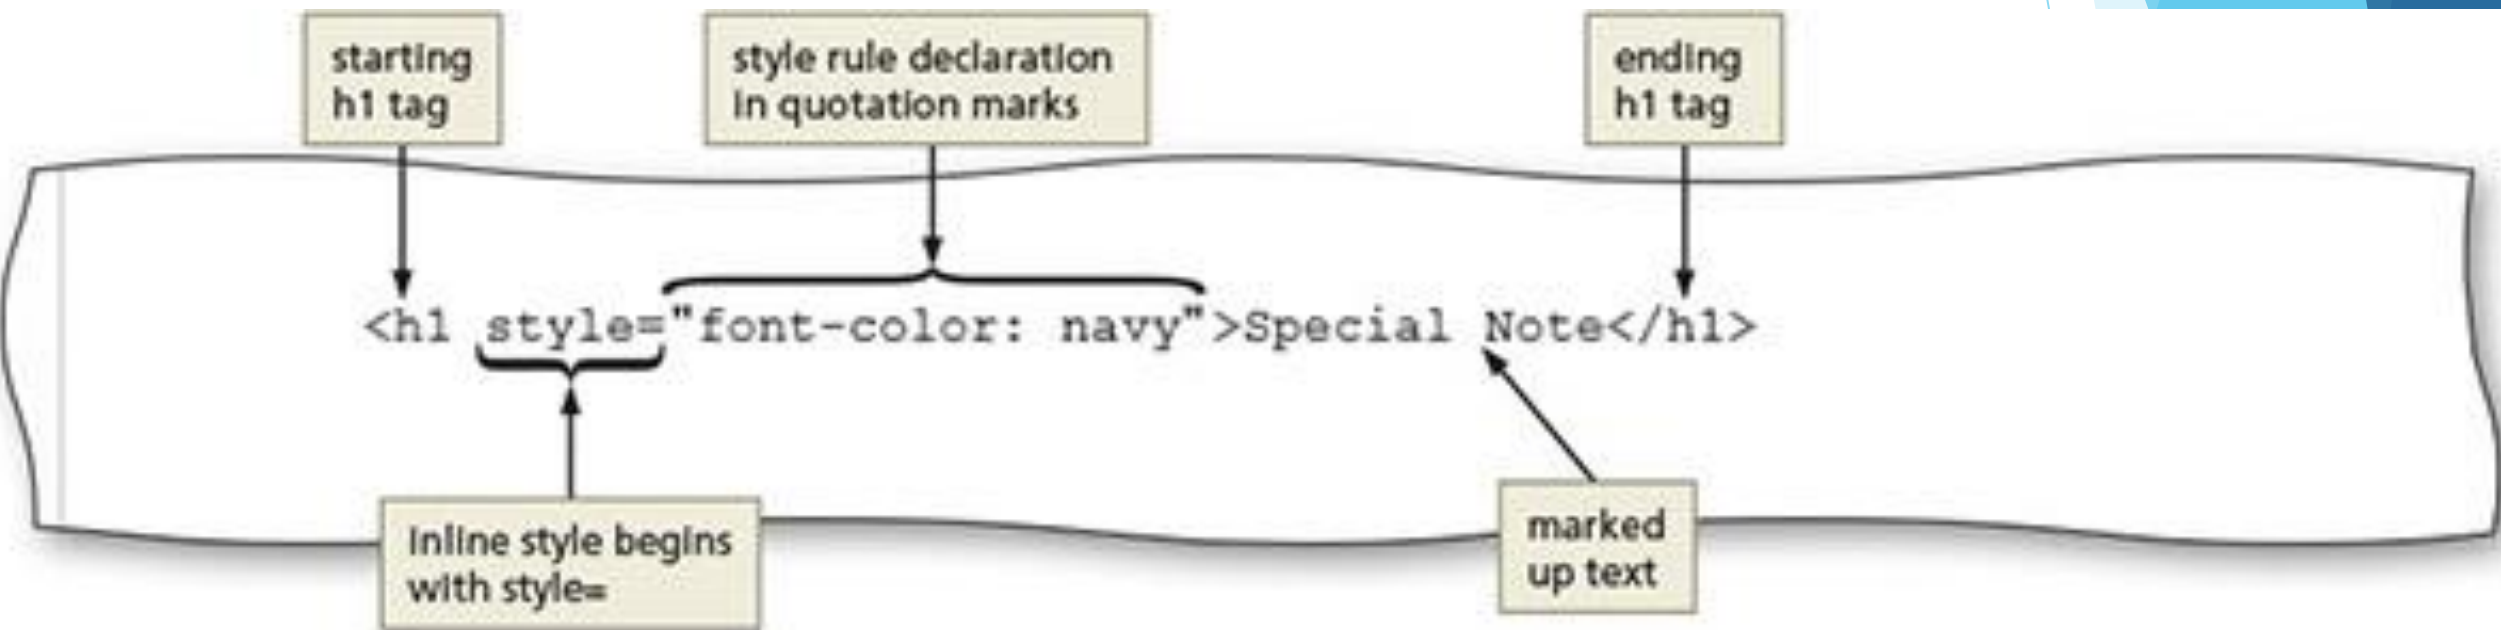 starting
h1 tag
style rule declaration
in quotation marks
ending
h1 tag
<h1 style="font-color: navy">Special Note</h1>
inline style begins
with style=
marked
up text